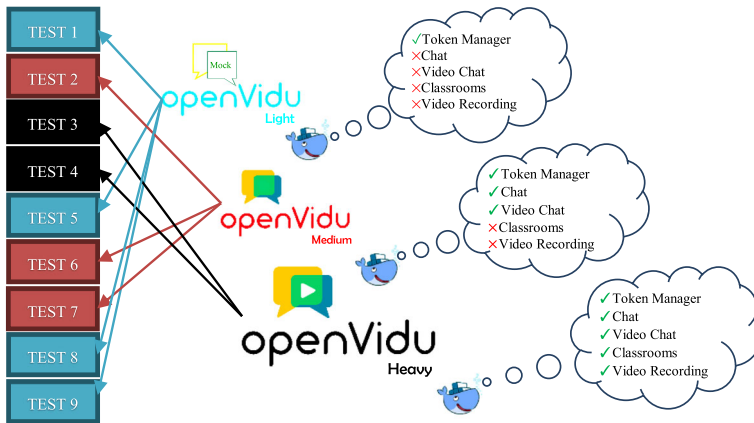 TEST 1
TEST 2
TEST 3
TEST 4
TEST 5
TEST 6
TEST 7
TEST 8
TEST 9
Mock
openVidu
Light
✓Token Manager
×Chat
×Video Chat
×Classrooms
×Video Recording
openVidu
Medium
✓Token Manager
✓Chat
✓Video Chat
×Classrooms
×Video Recording
openVidu
Heavy
✓Token Manager
✓Chat
✓Video Chat
✓Classrooms
✓Video Recording